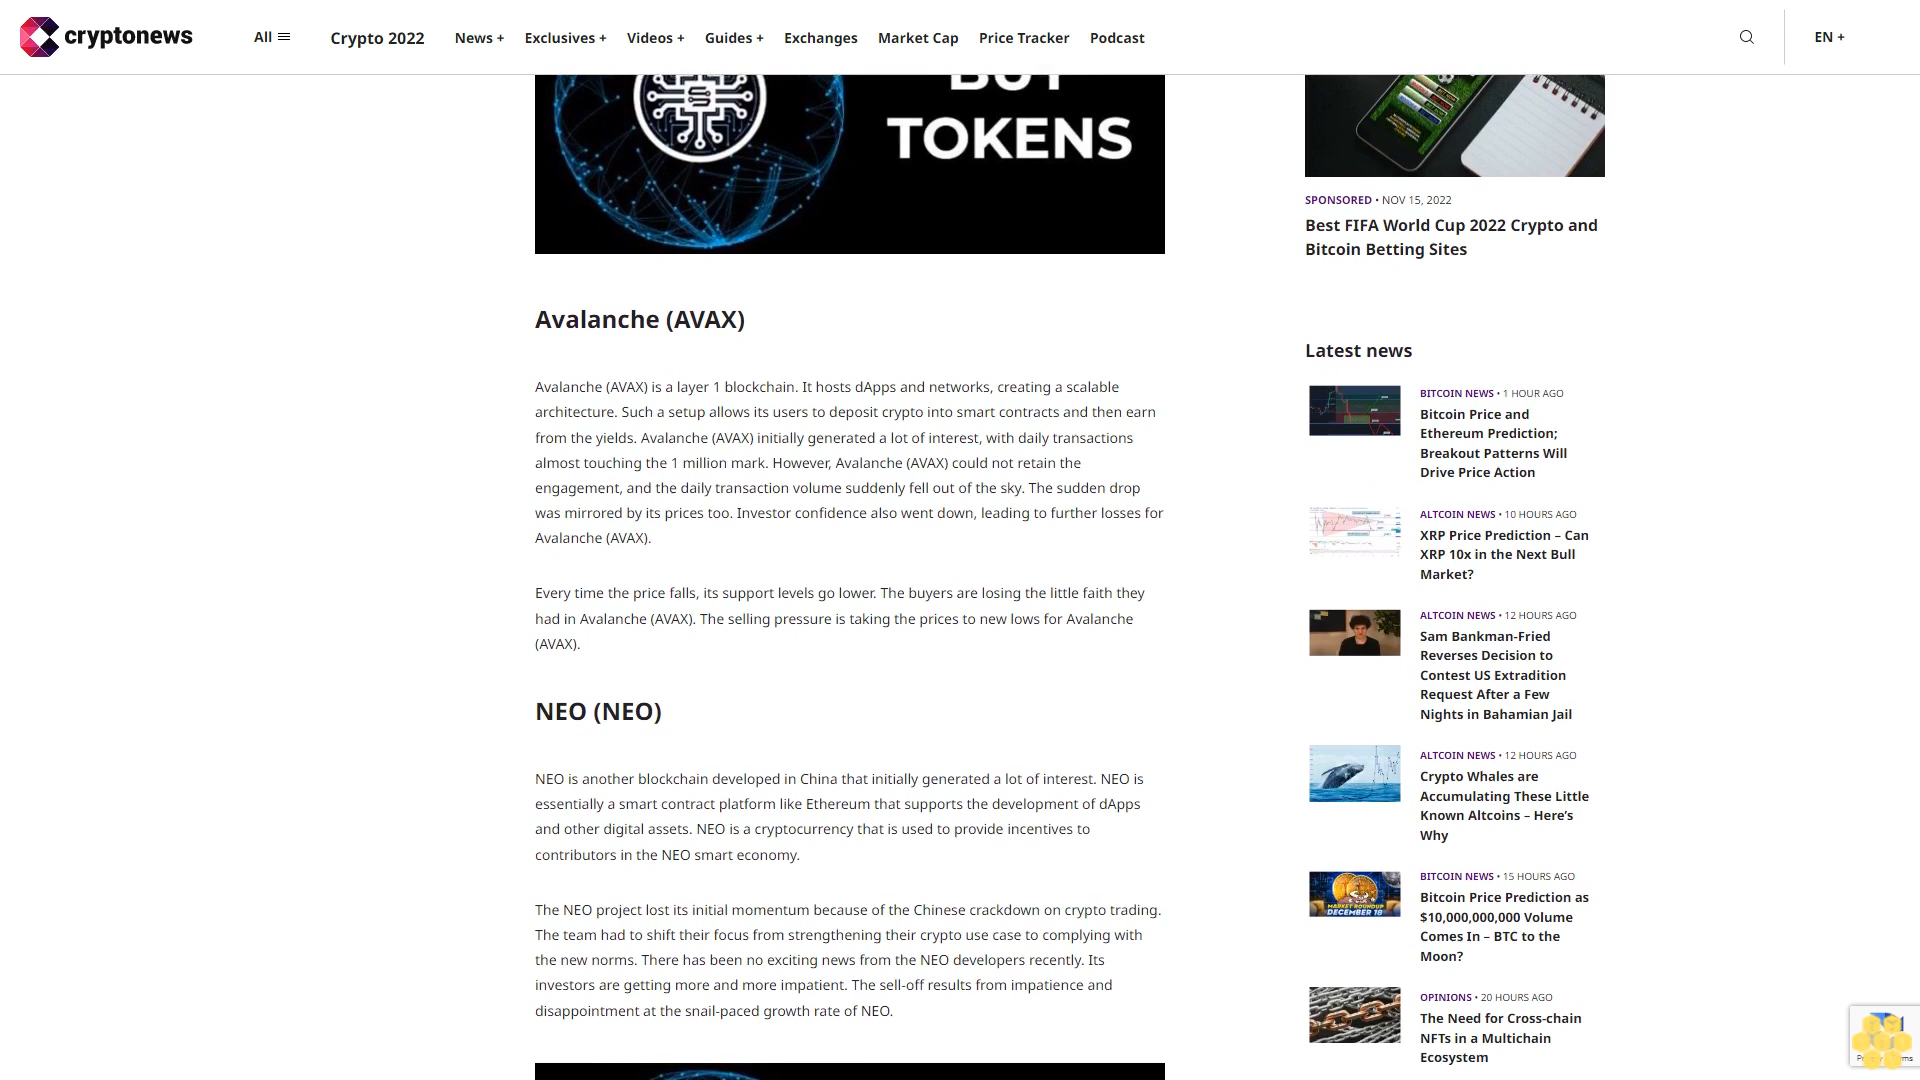 cryptonews
All
Crypto 2022
News +
Exclusives +
Videos +
Guides +
Exchanges
Market Cap
Price Tracker
Podcast
EN +
TOKENS
Avalanche (AVAX)
Avalanche (AVAX) is a layer 1 blockchain. It hosts dApps and networks, creating a scalable
architecture. Such a setup allows its users to deposit crypto into smart contracts and then earn
from the yields. Avalanche (AVAX) initially generated a lot of interest, with daily transactions
almost touching the 1 million mark. However, Avalanche (AVAX) could not retain the
engagement, and the daily transaction volume suddenly fell out of the sky. The sudden drop
was mirrored by its prices too. Investor confidence also went down, leading to further losses for
Avalanche (AVAX).
Every time the price falls, its support levels go lower. The buyers are losing the little faith they
had in Avalanche (AVAX). The selling pressure is taking the prices to new lows for Avalanche
(AVAX).
NEO (NEO)
NEO is another blockchain developed in China that initially generated a lot of interest. NEO is
essentially a smart contract platform like Ethereum that supports the development of dApps
and other digital assets. NEO is a cryptocurrency that is used to provide incentives to
contributors in the NEO smart economy.
The NEO project lost its initial momentum because of the Chinese crackdown on crypto trading.
The team had to shift their focus from strengthening their crypto use case to complying with
the new norms. There has been no exciting news from the NEO developers recently. Its
investors are getting more and more impatient. The sell-off results from impatience and
disappointment at the snail-paced growth rate of NEO.
SPONSORED • NOV 15, 2022
Best FIFA World Cup 2022 Crypto and
Bitcoin Betting Sites
Latest news
BITCOIN NEWS • 1 HOUR AGO
Bitcoin Price and
Ethereum Prediction;
Breakout Patterns Will
Drive Price Action
ALTCOIN NEWS • 10 HOURS AGO
XRP Price Prediction – Can
XRP 10x in the Next Bull
Market?
ALTCOIN NEWS • 12 HOURS AGO
Sam Bankman-Fried
Reverses Decision to
Contest US Extradition
Request After a Few
Nights in Bahamian Jail
ALTCOIN NEWS • 12 HOURS AGO
Crypto Whales are
Accumulating These Little
Known Altcoins – Here’s
Why
MARKET ROUNDUP
DECEMBER 18
BITCOIN NEWS • 15 HOURS AGO
Bitcoin Price Prediction as
$10,000,000,000 Volume
Comes In – BTC to the
Moon?
OPINIONS • 20 HOURS AGO
The Need for Cross-chain
NFTs in a Multichain
Ecosystem